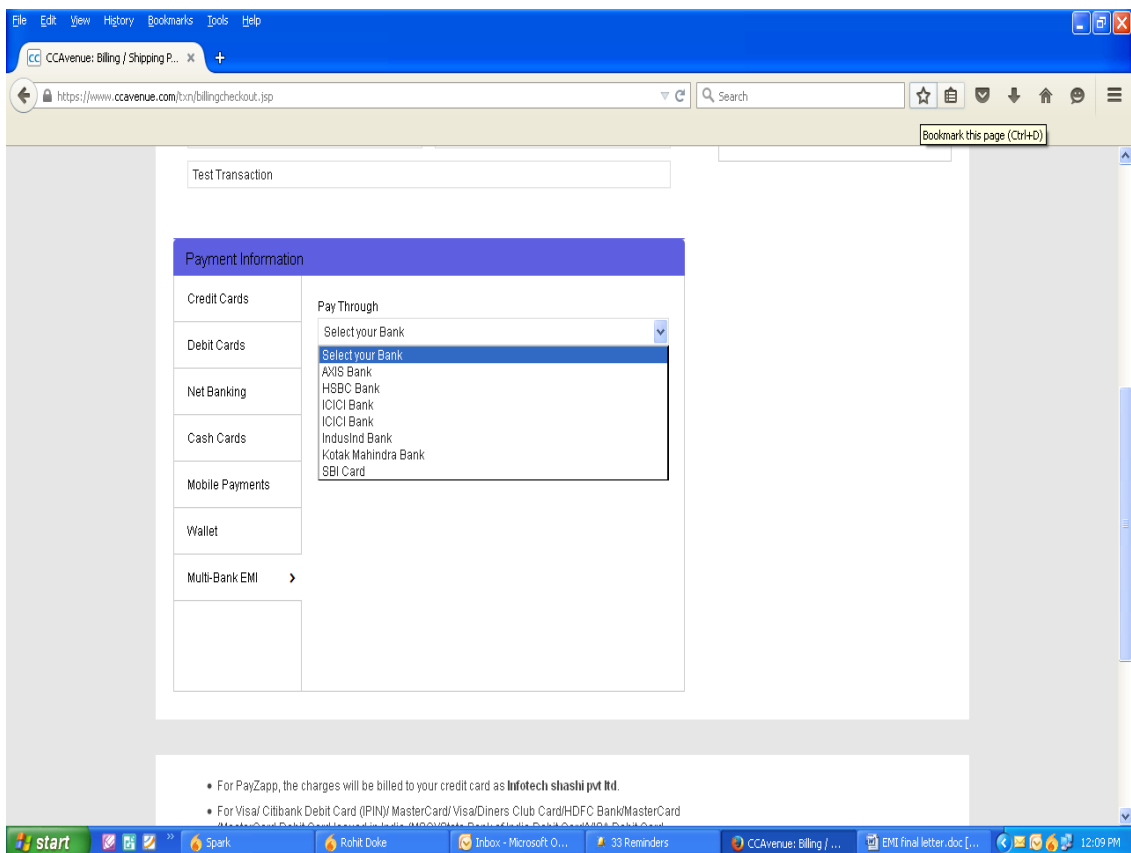 File Edit View History Bookmarks Tools Help
CC CCAvenue: Billing / Shipping P... × +
https://www.ccavenue.com/txn/billingcheckout.jsp Search
Bookmark this page (Ctrl+D)
Test Transaction
Payment Information
Credit Cards
Pay Through
Select your Bank
Debit Cards
Select your Bank
AXIS Bank
HSBC Bank
Net Banking
ICICI Bank
ICICI Bank
IndusInd Bank
Cash Cards
Kotak Mahindra Bank
SBI Card
Mobile Payments
Wallet
Multi-Bank EMI
• For PayZapp, the charges will be billed to your credit card as Infotech shashi pvt ltd.
• For Visa/ Citibank Debit Card (IPIN)/ MasterCard/ Visa/Diners Club Card/HDFC Bank/MasterCard
start » Spark Rohit Doke Inbox - Microsoft O... 33 Reminders CCAvenue: Billing / ... EMI final letter.doc [... 12:09 PM